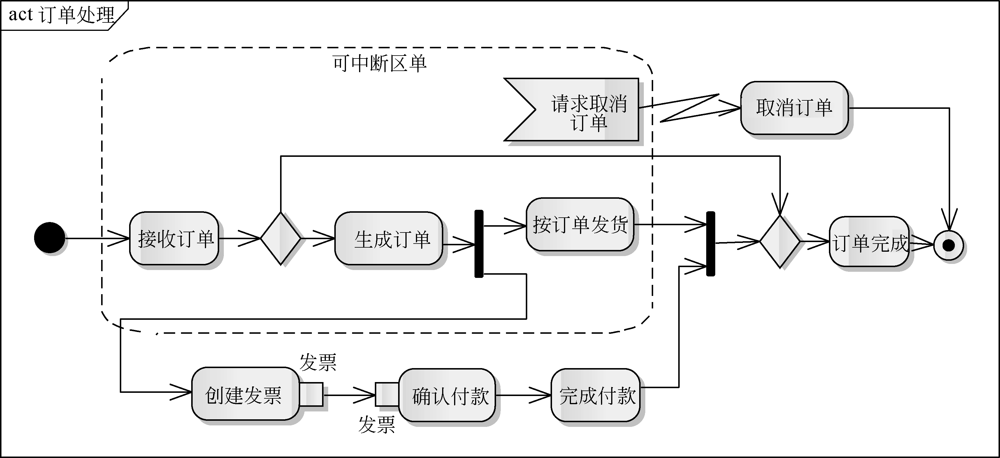 act 订单处理
可中断区单
请求取消
订单
取消订单
接收订单
生成订单
按订单发货
订单完成
发票
创建发票
确认付款
完成付款
发票